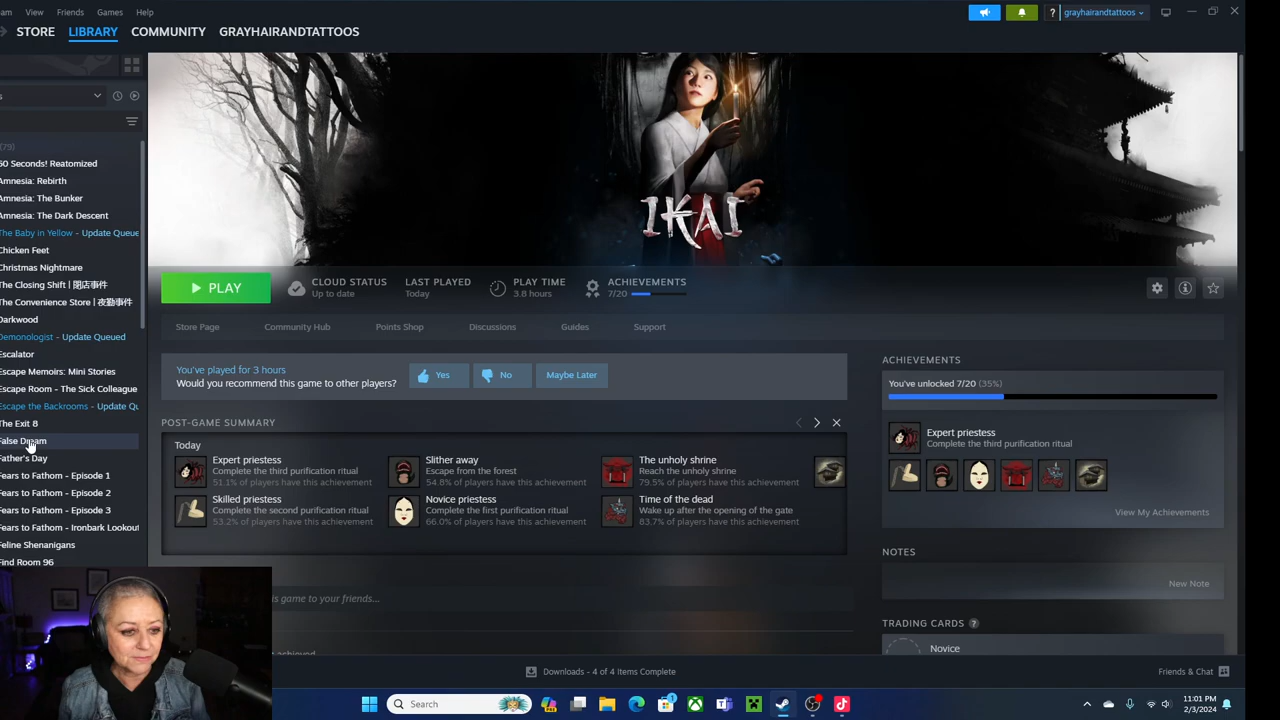 am View Friends Games Help
grayhairandtattoos
STORE LIBRARY COMMUNITY GRAYHAIRANDTATTOOS
s
(79)
60 Seconds! Reatomized
Amnesia: Rebirth
Amnesia: The Bunker
Amnesia: The Dark Descent
The Baby in Yellow - Update Queue
Chicken Feet
Christmas Nightmare
The Closing Shift | 閉店事件
The Convenience Store | 夜勤事件
Darkwood
Demonologist - Update Queued
Escalator
Escape Memoirs: Mini Stories
Escape Room - The Sick Colleague
Escape the Backrooms - Update Qu
The Exit 8
False Dream
Father's Day
Fears to Fathom - Episode 1
Fears to Fathom - Episode 2
Fears to Fathom - Episode 3
Fears to Fathom - Ironbark Lookout
Feline Shenanigans
Find Room 96
IKAI
PLAY
CLOUD STATUS
Up to date
LAST PLAYED
Today
PLAY TIME
3.8 hours
ACHIEVEMENTS
7/20
Store Page Community Hub Points Shop Discussions Guides Support
You've played for 3 hours
Would you recommend this game to other players?
Yes No Maybe Later
POST-GAME SUMMARY
Today
Expert priestess
Complete the third purification ritual
51.1% of players have this achievement
Slither away
Escape from the forest
54.8% of players have this achievement
The unholy shrine
Reach the unholy shrine
79.5% of players have this achievement
Skilled priestess
Complete the second purification ritual
53.2% of players have this achievement
Novice priestess
Complete the first purification ritual
66.0% of players have this achievement
Time of the dead
Wake up after the opening of the gate
83.7% of players have this achievement
is game to your friends...
ACHIEVEMENTS
You've unlocked 7/20 (35%)
Expert priestess
Complete the third purification ritual
View My Achievements
NOTES
New Note
TRADING CARDS ?
Novice
Downloads - 4 of 4 Items Complete
Friends & Chat
Search
11:01 PM
2/3/2024